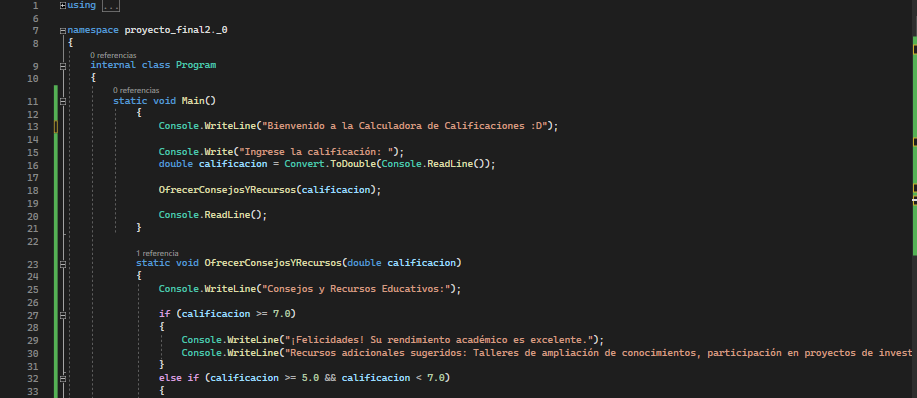 1 using ...
6
7 namespace proyecto_final2._0
8 {
0 referencias
9 internal class Program
10 {
0 referencias
11 static void Main()
12 {
13 Console.WriteLine("Bienvenido a la Calculadora de Calificaciones :D");
14
15 Console.Write("Ingrese la calificación: ");
16 double calificacion = Convert.ToDouble(Console.ReadLine());
17
18 OfrecerConsejosYRecursos(calificacion);
19
20 Console.ReadLine();
21 }
22
1 referencia
23 static void OfrecerConsejosYRecursos(double calificacion)
24 {
25 Console.WriteLine("Consejos y Recursos Educativos:");
26
27 if (calificacion >= 7.0)
28 {
29 Console.WriteLine("¡Felicidades! Su rendimiento académico es excelente.");
30 Console.WriteLine("Recursos adicionales sugeridos: Talleres de ampliación de conocimientos, participación en proyectos de invest
31 }
32 else if (calificacion >= 5.0 && calificacion < 7.0)
33 {